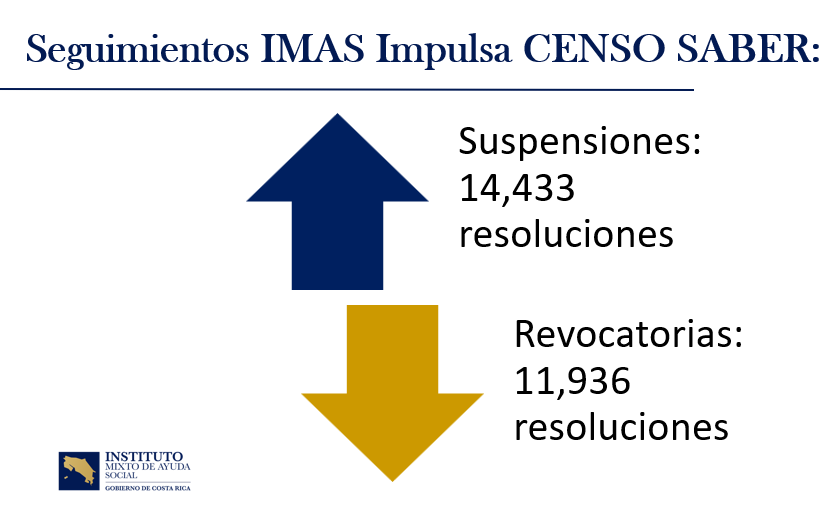 Seguimientos IMAS Impulsa CENSO SABER:
Suspensiones:
14,433
resoluciones
Revocatorias:
11,936
resoluciones
INSTITUTO
MIXTO DE AYUDA
SOCIAL
GOBIERNO DE COSTA RICA